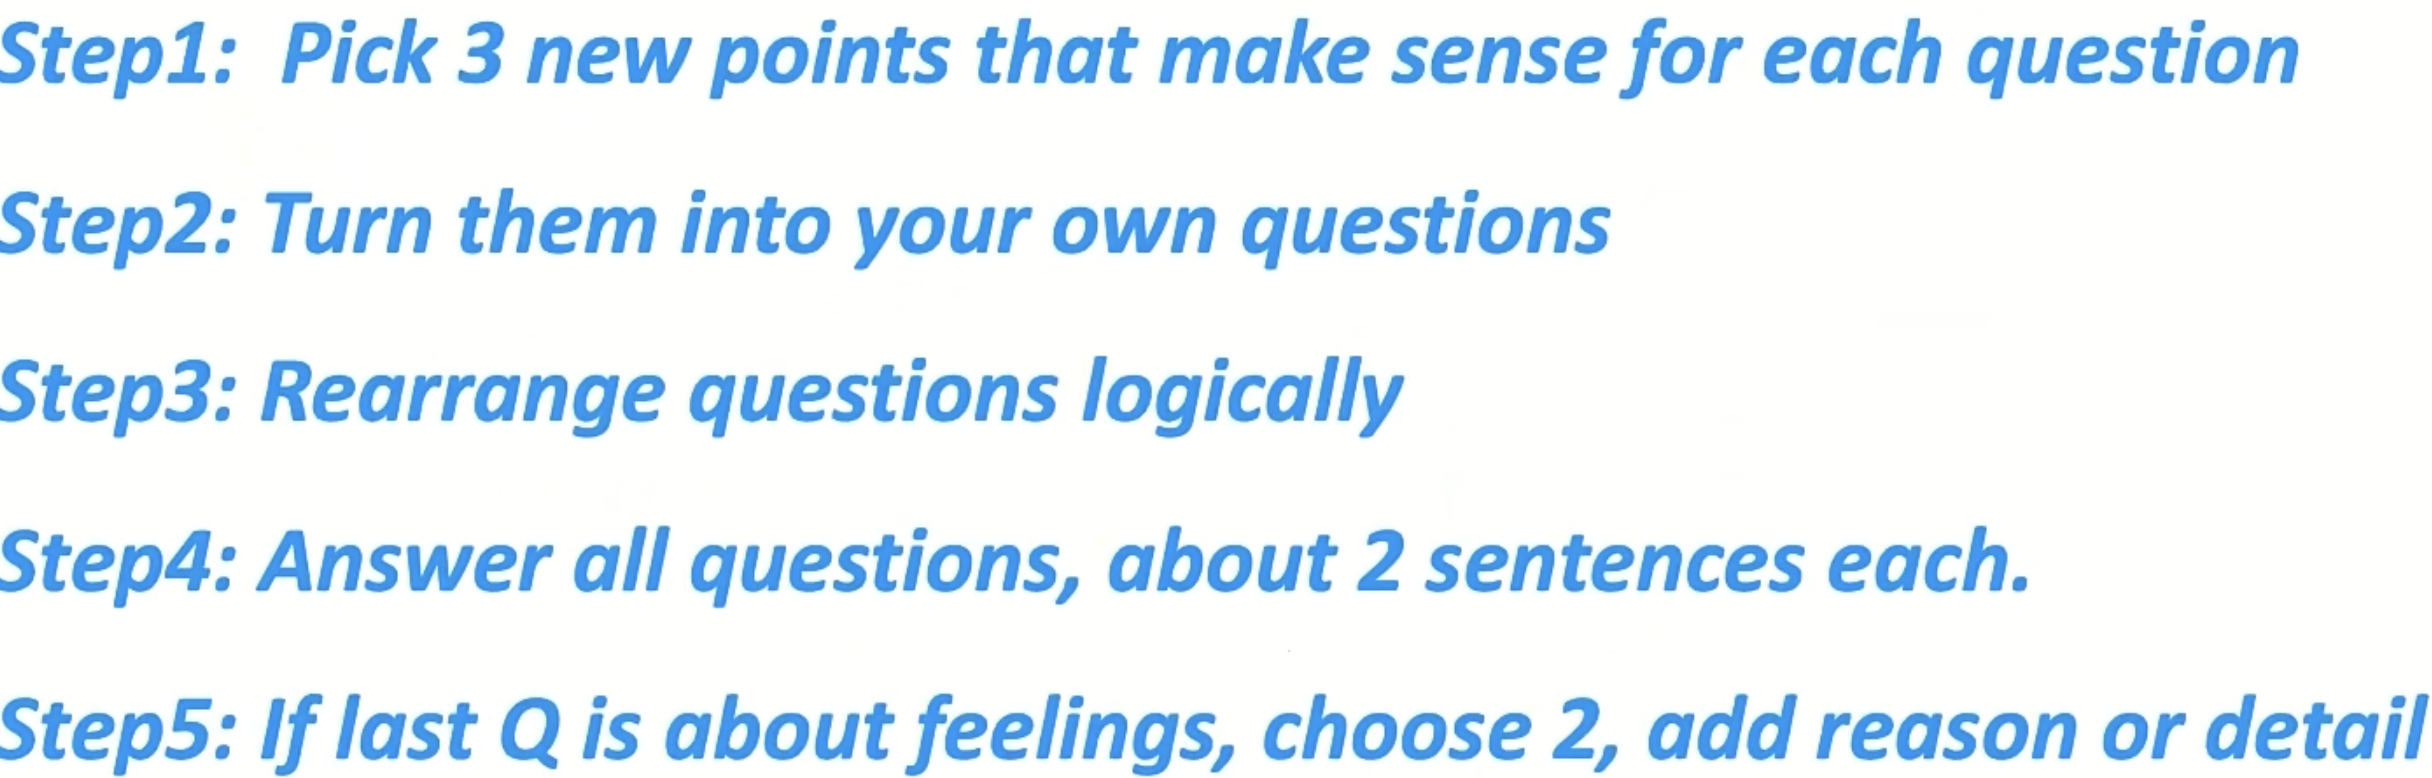 Step1: Pick 3 new points that make sense for each question
Step2: Turn them into your own questions
Step3: Rearrange questions logically
Step4: Answer all questions, about 2 sentences each.
Step5: If last Q is about feelings, choose 2, add reason or detail